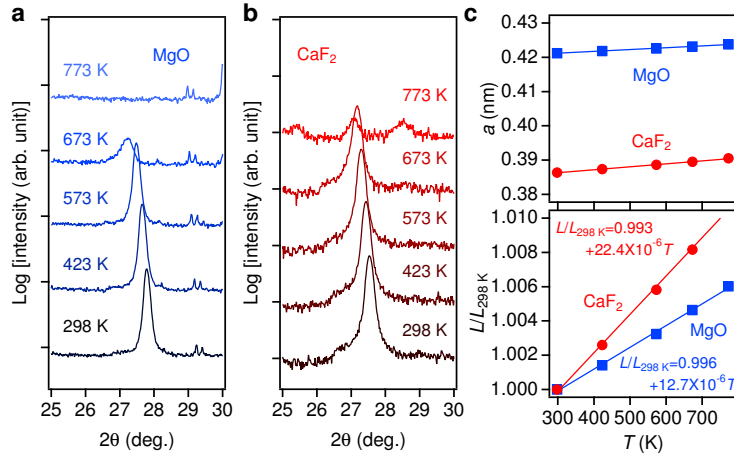 a
MgO
773 K
673 K
573 K
423 K
298 K
Log [intensity (arb. unit)]
25 26 27 28 29 30
2θ (deg.)
b
CaF2
773 K
673 K
573 K
423 K
298 K
Log [intensity (arb. unit)]
25 26 27 28 29 30
2θ (deg.)
c
0.43
0.42
0.41
0.40
0.39
0.38
a (nm)
MgO
CaF2
1.010
1.008
1.006
1.004
1.002
1.000
L/L298 K
L/L298 K=0.993
+22.4X10-6T
CaF2
MgO
L/L298 K=0.996
+12.7X10-6T
300 400 500 600 700
T (K)